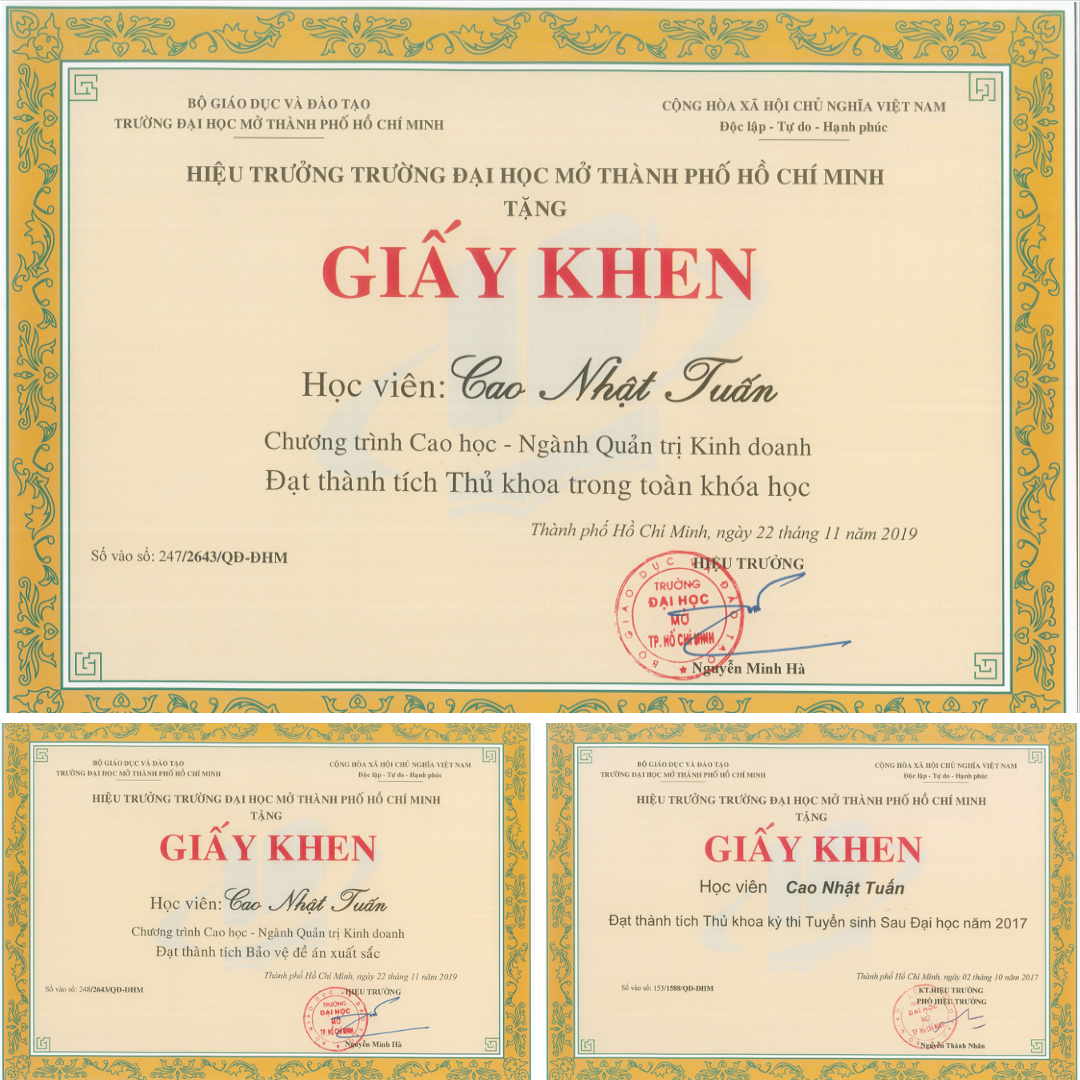 BỘ GIÁO DỤC VÀ ĐÀO TẠO
TRƯỜNG ĐẠI HỌC MỞ THÀNH PHỐ HỒ CHÍ MINH
CỘNG HÒA XÃ HỘI CHỦ NGHĨA VIỆT NAM
Độc lập - Tự do - Hạnh phúc
HIỆU TRƯỞNG TRƯỜNG ĐẠI HỌC MỞ THÀNH PHỐ HỒ CHÍ MINH
TẶNG
GIẤY KHEN
Học viên: Cao Nhật Tuấn
Chương trình Cao học - Ngành Quản trị Kinh doanh
Đạt thành tích Thủ khoa trong toàn khóa học
Thành phố Hồ Chí Minh, ngày 22 tháng 11 năm 2019
Số vào sổ: 247/2643/QĐ-ĐHM
HIỆU TRƯỞNG
BỘ GIÁO DỤC VÀ ĐÀO TẠO
TRƯỜNG
ĐẠI HỌC
MỞ
TP. HỒ CHÍ MINH
Nguyễn Minh Hà
BỘ GIÁO DỤC VÀ ĐÀO TẠO
TRƯỜNG ĐẠI HỌC MỞ THÀNH PHỐ HỒ CHÍ MINH
CỘNG HÒA XÃ HỘI CHỦ NGHĨA VIỆT NAM
Độc lập - Tự do - Hạnh phúc
HIỆU TRƯỞNG TRƯỜNG ĐẠI HỌC MỞ THÀNH PHỐ HỒ CHÍ MINH
TẶNG
GIẤY KHEN
Học viên: Cao Nhật Tuấn
Chương trình Cao học - Ngành Quản trị Kinh doanh
Đạt thành tích Bảo vệ đề án xuất sắc
Thành phố Hồ Chí Minh, ngày 22 tháng 11 năm 2019
Số vào sổ: 248/2643/QĐ-ĐHM
HIỆU TRƯỞNG
TRƯỜNG
ĐẠI HỌC
MỞ
TP. HỒ CHÍ MINH
Nguyễn Minh Hà
BỘ GIÁO DỤC VÀ ĐÀO TẠO
TRƯỜNG ĐẠI HỌC MỞ THÀNH PHỐ HỒ CHÍ MINH
CỘNG HÒA XÃ HỘI CHỦ NGHĨA VIỆT NAM
Độc lập - Tự do - Hạnh phúc
HIỆU TRƯỞNG TRƯỜNG ĐẠI HỌC MỞ THÀNH PHỐ HỒ CHÍ MINH
TẶNG
GIẤY KHEN
Học viên Cao Nhật Tuấn
Đạt thành tích Thủ khoa kỳ thi Tuyển sinh Sau Đại học năm 2017
Thành phố Hồ Chí Minh, ngày 02 tháng 10 năm 2017
Số vào sổ: 153/1588/QĐ-ĐHM
KT.HIỆU TRƯỞNG
PHÓ HIỆU TRƯỞNG
ĐẠI HỌC
MỞ
Nguyễn Thành Nhân